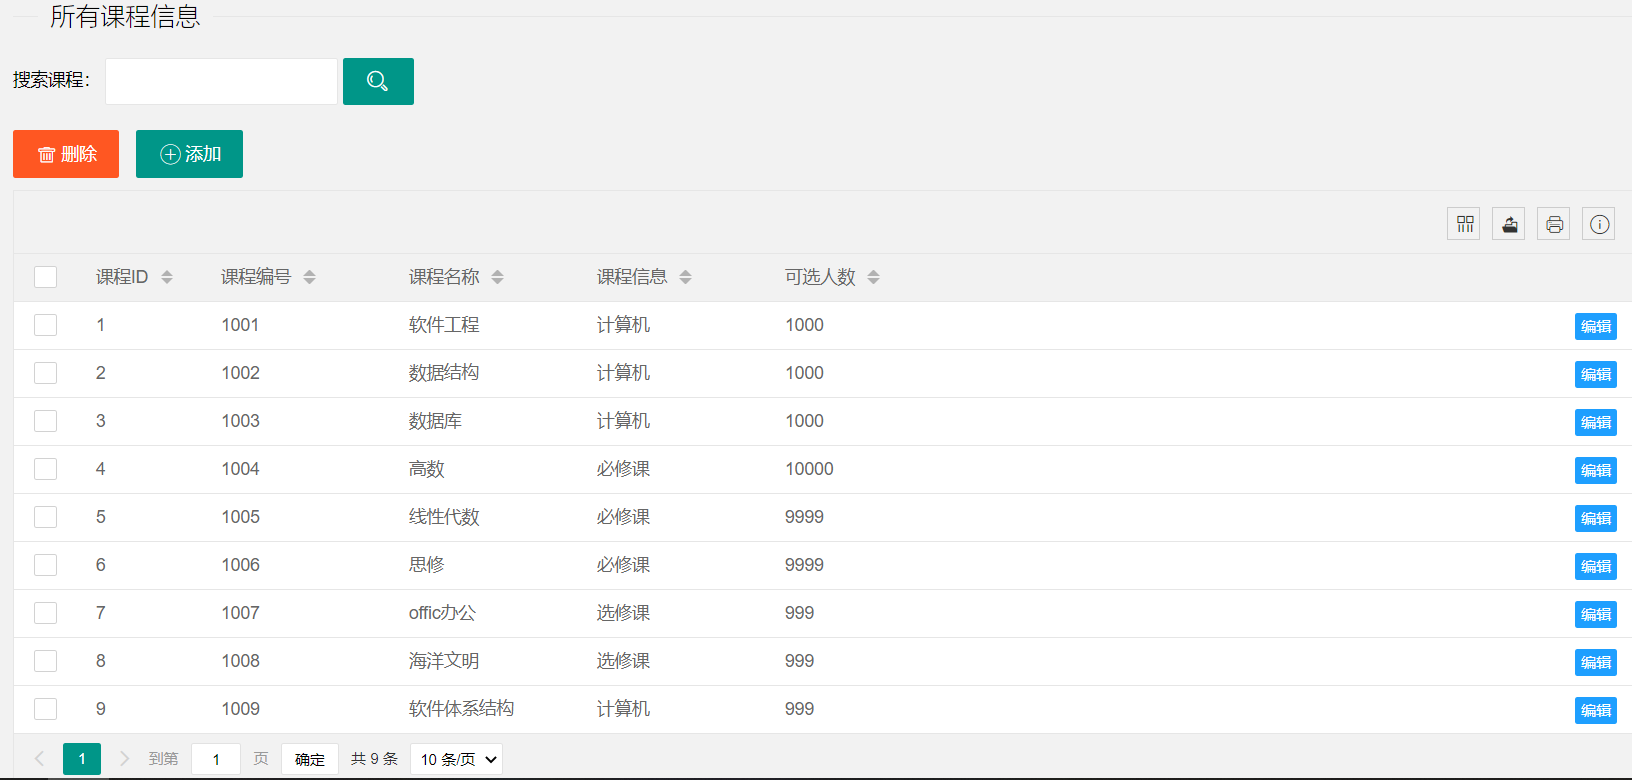 所有课程信息
搜索课程：
删除 添加
课程ID 课程编号 课程名称 课程信息 可选人数
1 1001 软件工程 计算机 1000 编辑
2 1002 数据结构 计算机 1000 编辑
3 1003 数据库 计算机 1000 编辑
4 1004 高数 必修课 10000 编辑
5 1005 线性代数 必修课 9999 编辑
6 1006 思修 必修课 9999 编辑
7 1007 offic办公 选修课 999 编辑
8 1008 海洋文明 选修课 999 编辑
9 1009 软件体系结构 计算机 999 编辑
1 到第 1 页 确定 共 9 条 10 条/页